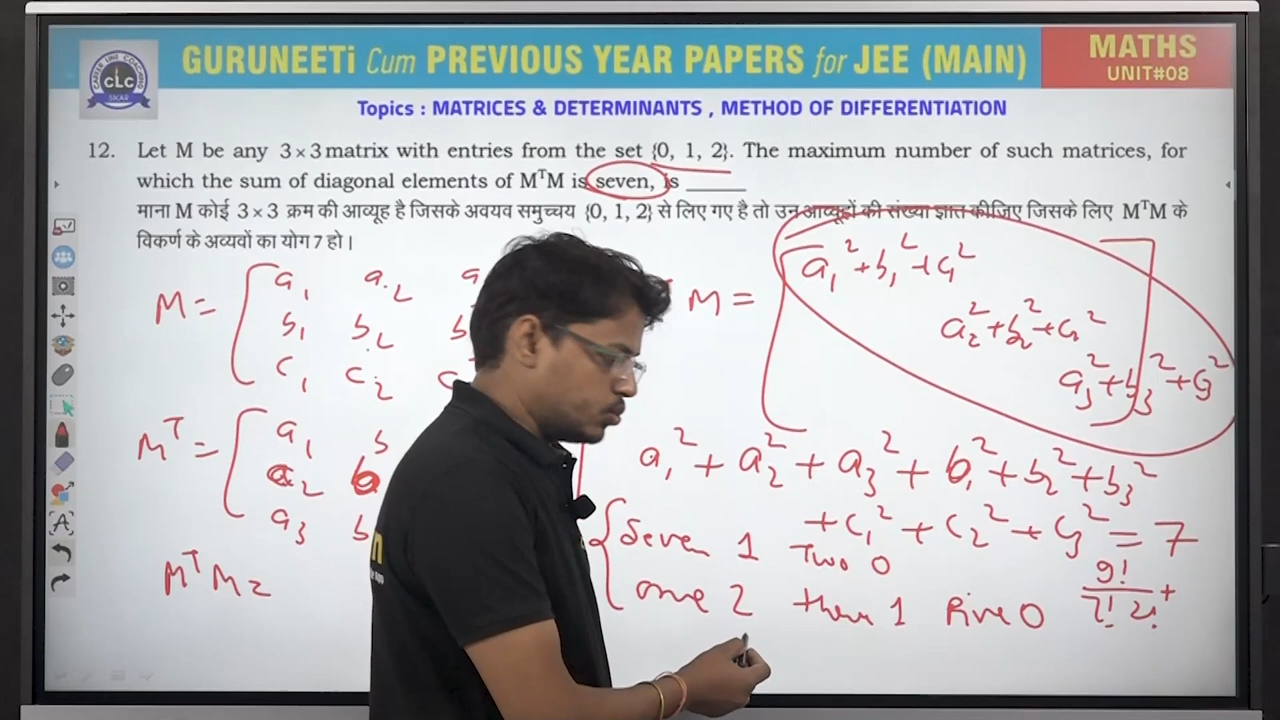 CAREER LINE COACHING
CLC
SIKAR
GURUNEETi Cum PREVIOUS YEAR PAPERS for JEE (MAIN)
MATHS
UNIT#08
Topics : MATRICES & DETERMINANTS , METHOD OF DIFFERENTIATION
12. Let M be any 3×3 matrix with entries from the set {0, 1, 2}. The maximum number of such matrices, for
which the sum of diagonal elements of MᵀM is seven, is ______
माना M कोई 3×3 क्रम की आव्यूह है जिसके अवयव समुच्चय {0, 1, 2} से लिए गए है तो उन आव्यूहों की संख्या ज्ञात कीजिए जिसके लिए MᵀM के
विकर्ण के अव्यवों का योग 7 हो।
M = [ a₁ a₂ a
b₁ b₂ b
c₁ c₂ c
M = [ a₁² + b₁² + c₁²
a₂² + b₂² + c₂²
a₃² + b₃² + c₃² ]
Mᵀ = [ a₁ b
a₂ b
a₃ b
MᵀM =
a₁² + a₂² + a₃² + b₁² + b₂² + b₃²
+ c₁² + c₂² + c₃² = 7
Seven 1 Two 0
one 2 three 1 five 0
9!/7! 2! +